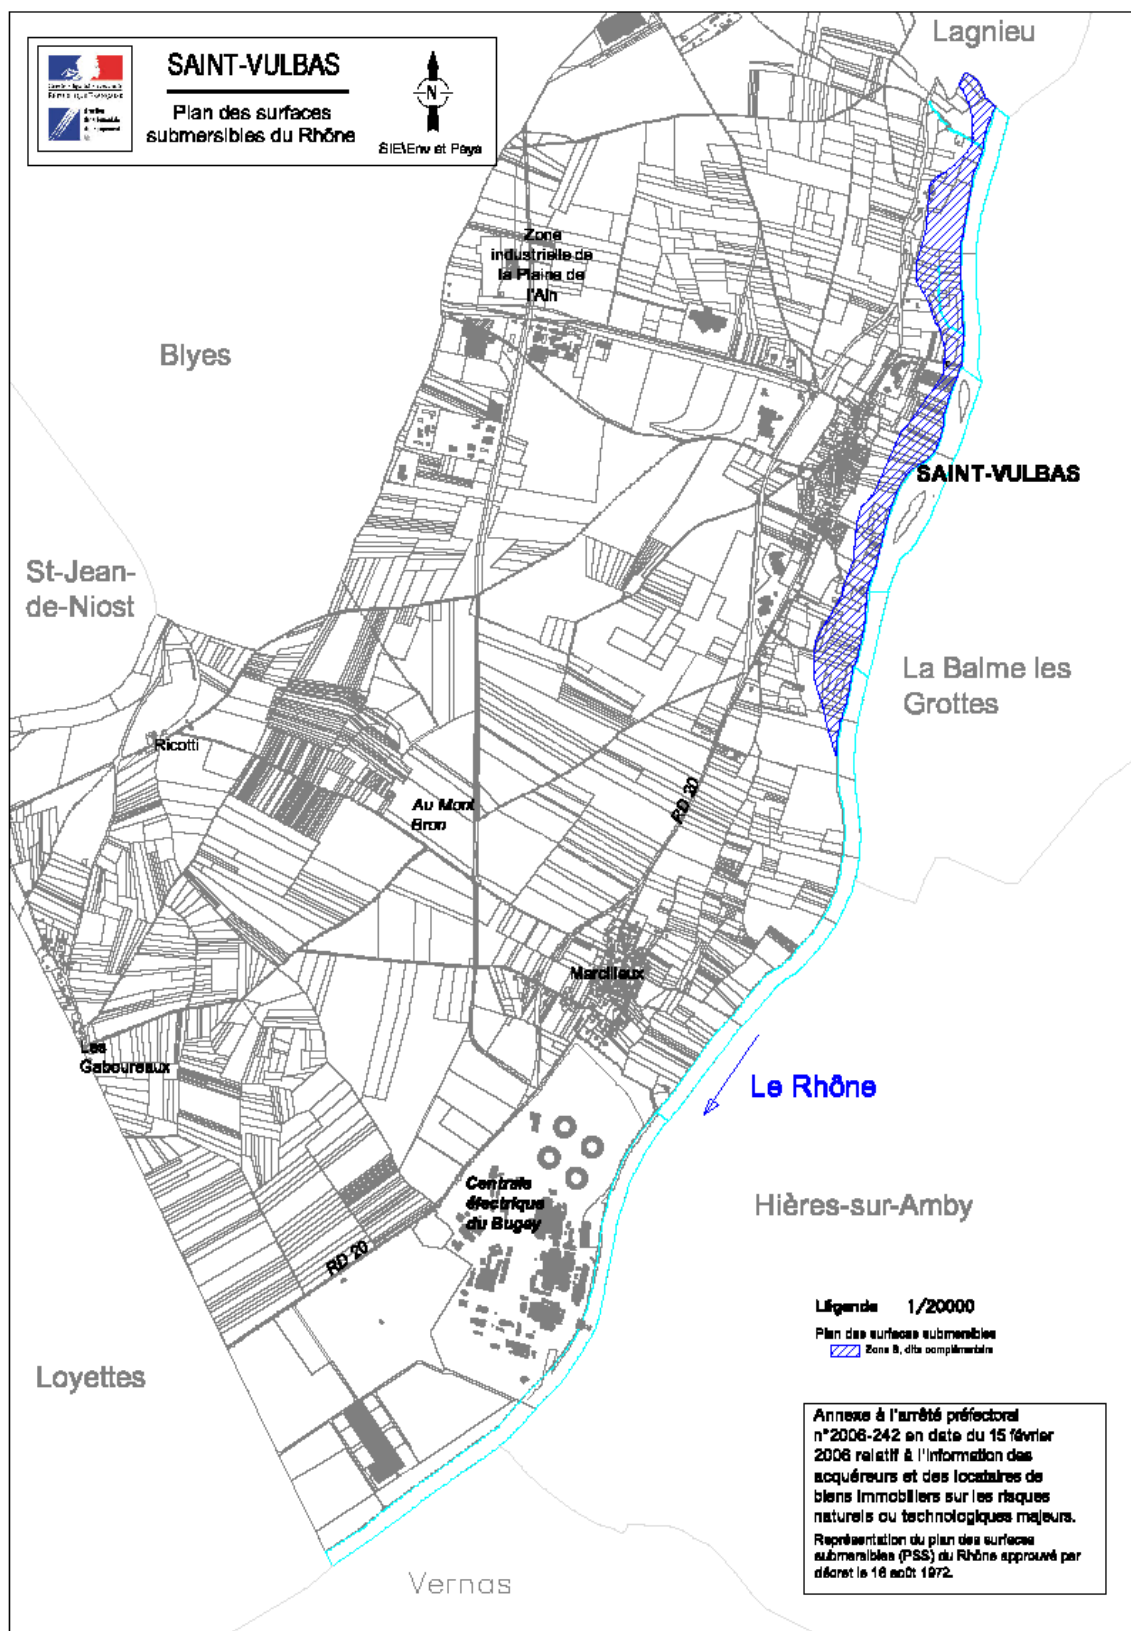 Lagnieu
SAINT-VULBAS
Plan des surfaces
submersibles du Rhône
N
SIE\Env et Pays
RÉPUBLIQUE FRANÇAISE
Zone
industrielle de
la Plaine de
l'Ain
Blyes
SAINT-VULBAS
St-Jean-
de-Niost
La Balme les
Grottes
Ricotti
Au Mont
Bron
RD 20
Marcilleux
Les
Gaboureaux
Le Rhône
Centrale
électrique
du Bugey
Hières-sur-Amby
RD 20
Légende 1/20000
Plan des surfaces submersibles
Zone B, dite complémentaire
Loyettes
Annexe à l'arrêté préfectoral
n°2006-242 en date du 15 février
2006 relatif à l'information des
acquéreurs et des locataires de
biens immobiliers sur les risques
naturels ou technologiques majeurs.
Représentation du plan des surfaces
submersibles (PSS) du Rhône approuvé par
décret le 16 août 1972.
Vernas